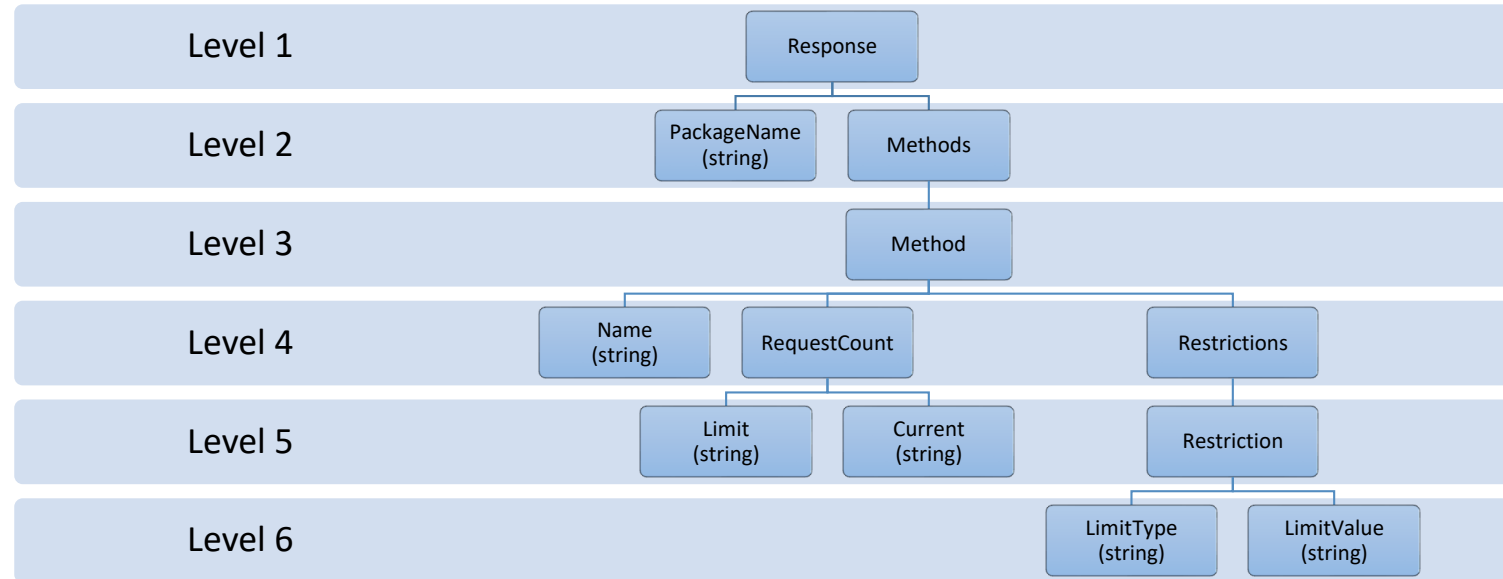 Level 1
Response
Level 2
PackageName
(string)
Methods
Level 3
Method
Level 4
Name
(string)
RequestCount
Restrictions
Level 5
Limit
(string)
Current
(string)
Restriction
Level 6
LimitType
(string)
LimitValue
(string)